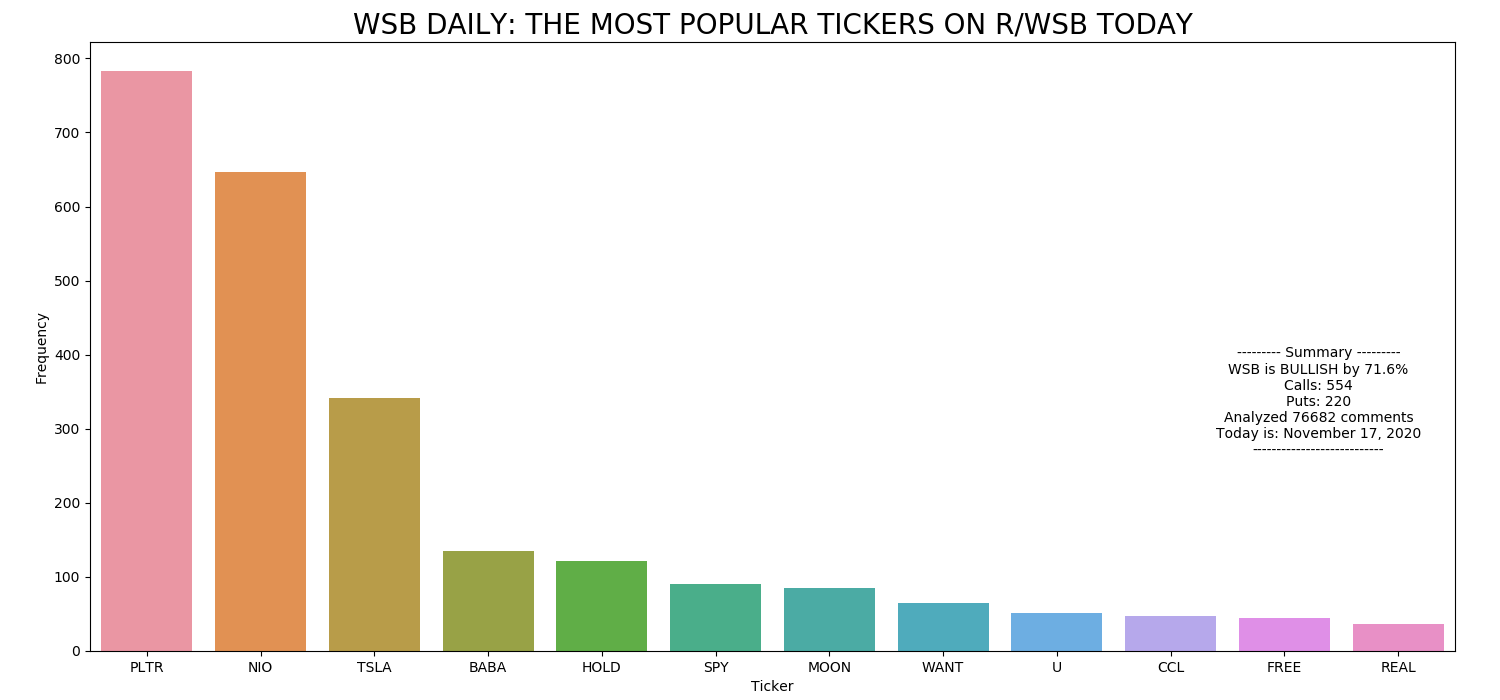 WSB DAILY: THE MOST POPULAR TICKERS ON R/WSB TODAY
800
700
600
500
400
300
200
100
0
Frequency
--------- Summary ---------
WSB is BULLISH by 71.6%
Calls: 554
Puts: 220
Analyzed 76682 comments
Today is: November 17, 2020
---------------------------
PLTR NIO TSLA BABA HOLD SPY MOON WANT U CCL FREE REAL
Ticker